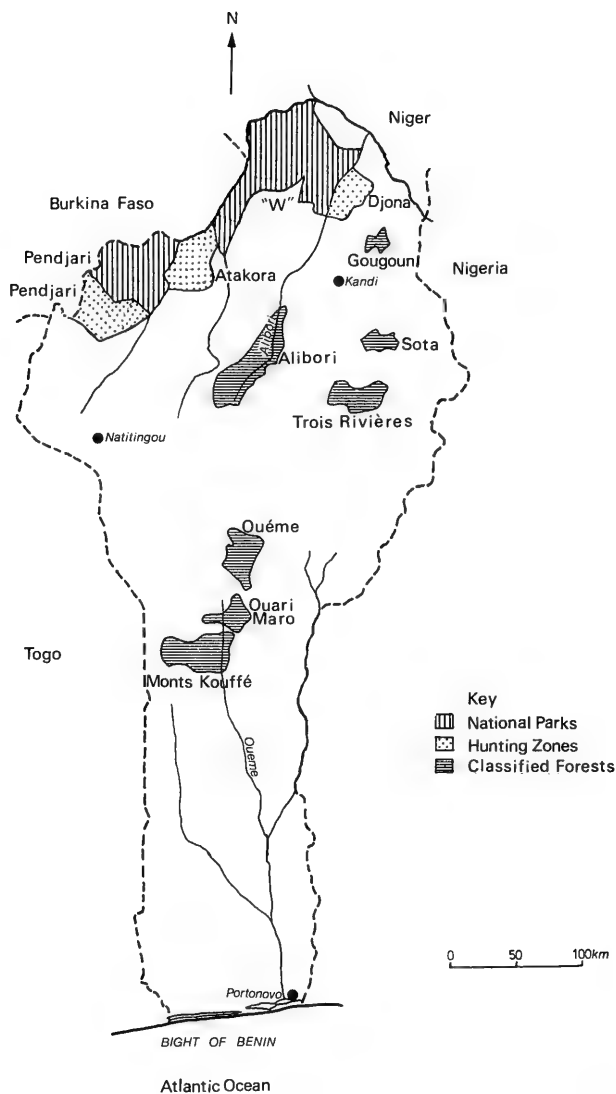 N
Niger
Burkina Faso
"W"
Djona
Pendjari
Pendjari
Atakora
Gougoun
Kandi
Nigeria
Alibori
Alibori
Sota
Trois Rivières
Natitingou
Ouéme
Ouari
Maro
Togo
Monts Kouffé
Key
National Parks
Hunting Zones
Classified Forests
Oueme
0 50 100km
Portonovo
BIGHT OF BENIN
Atlantic Ocean